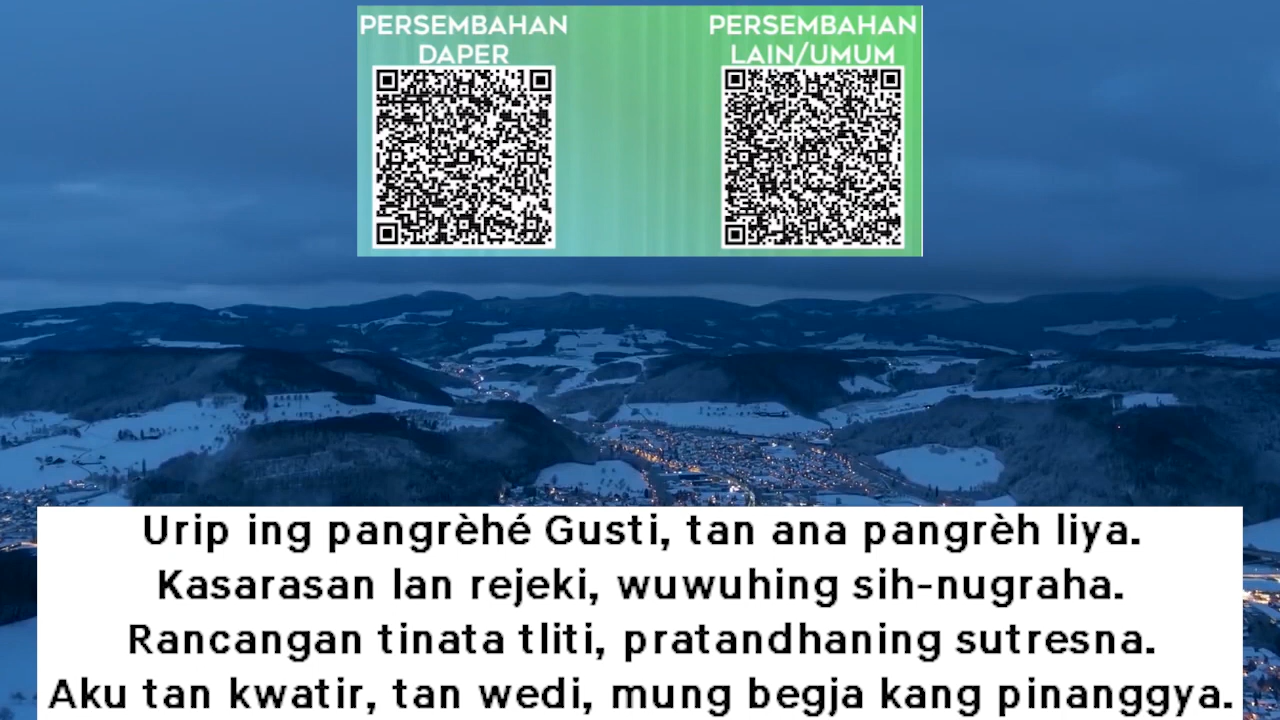 PERSEMBAHAN
DAPER
PERSEMBAHAN
LAIN/UMUM
Urip ing pangrèhé Gusti, tan ana pangrèh liya.
Kasarasan lan rejeki, wuwuhing sih-nugraha.
Rancangan tinata tliti, pratandhaning sutresna.
Aku tan kwatir, tan wedi, mung begja kang pinanggya.